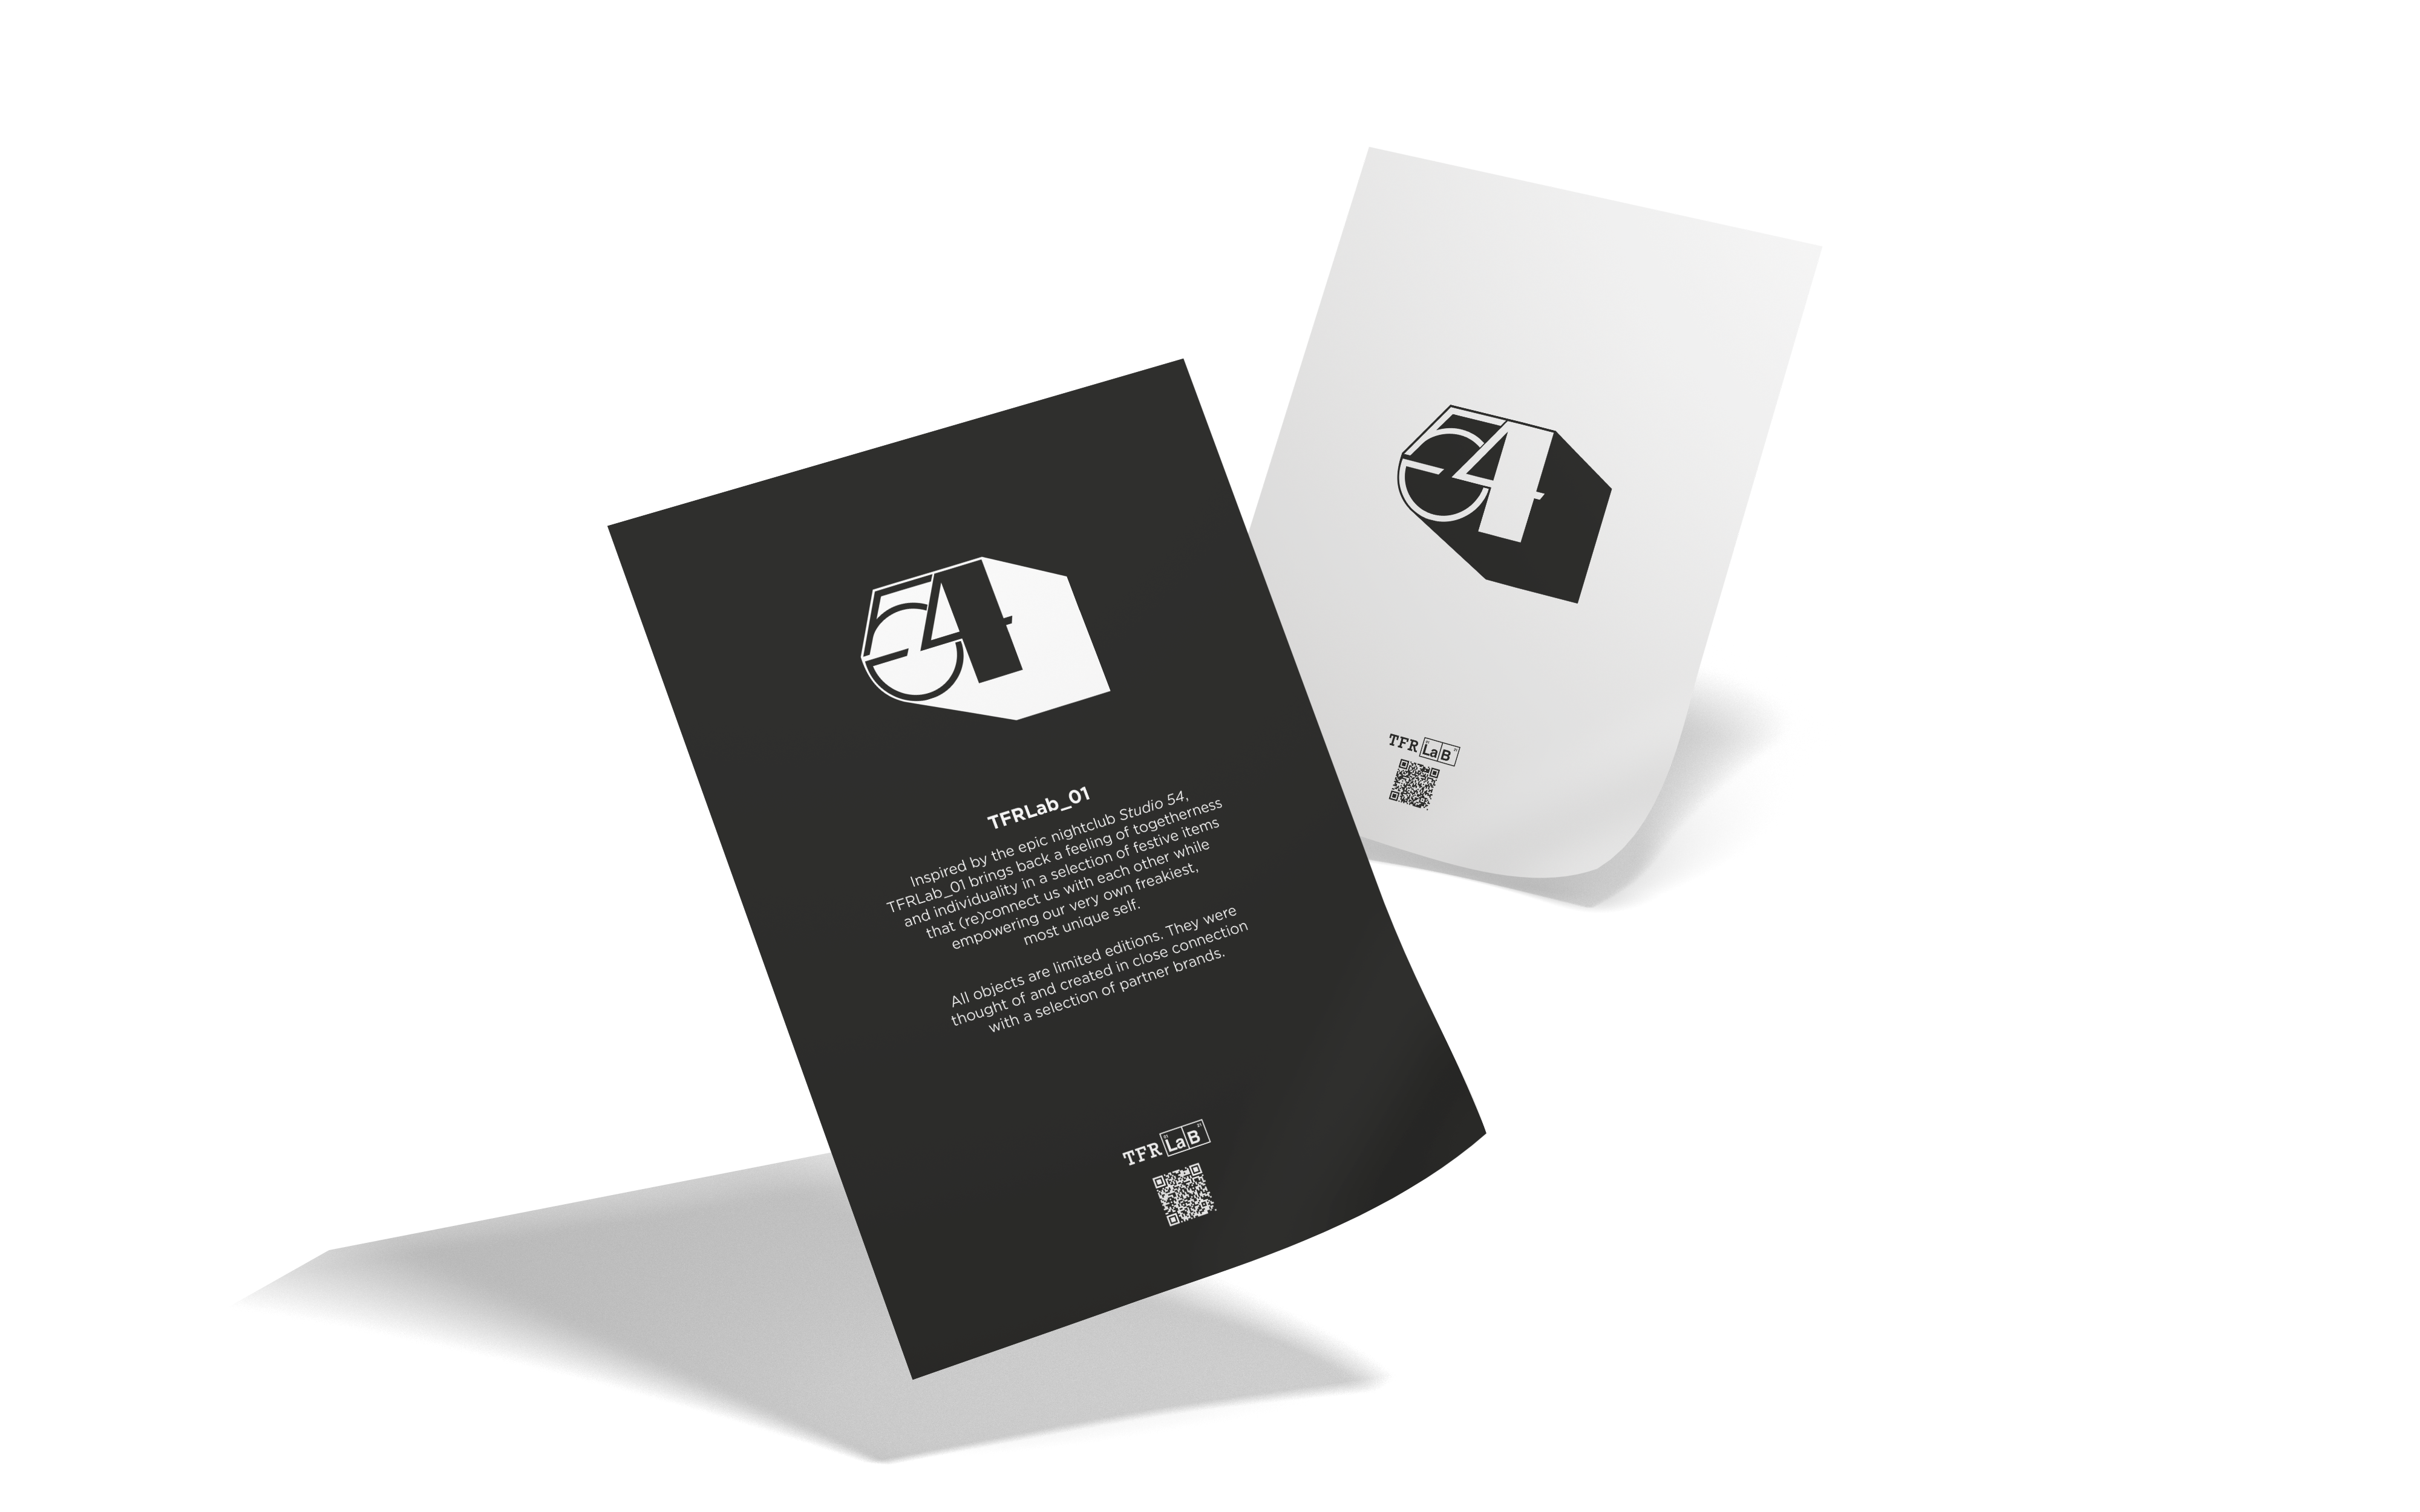 54
TFRLab_01
Inspired by the epic nightclub Studio 54,
TFRLab_01 brings back a feeling of togetherness
and individuality in a selection of festive items
that (re)connect us with each other while
empowering our very own freakiest,
most unique self.
All objects are limited editions. They were
thought of and created in close connection
with a selection of partner brands.
TFR LaB
54
TFR LaB